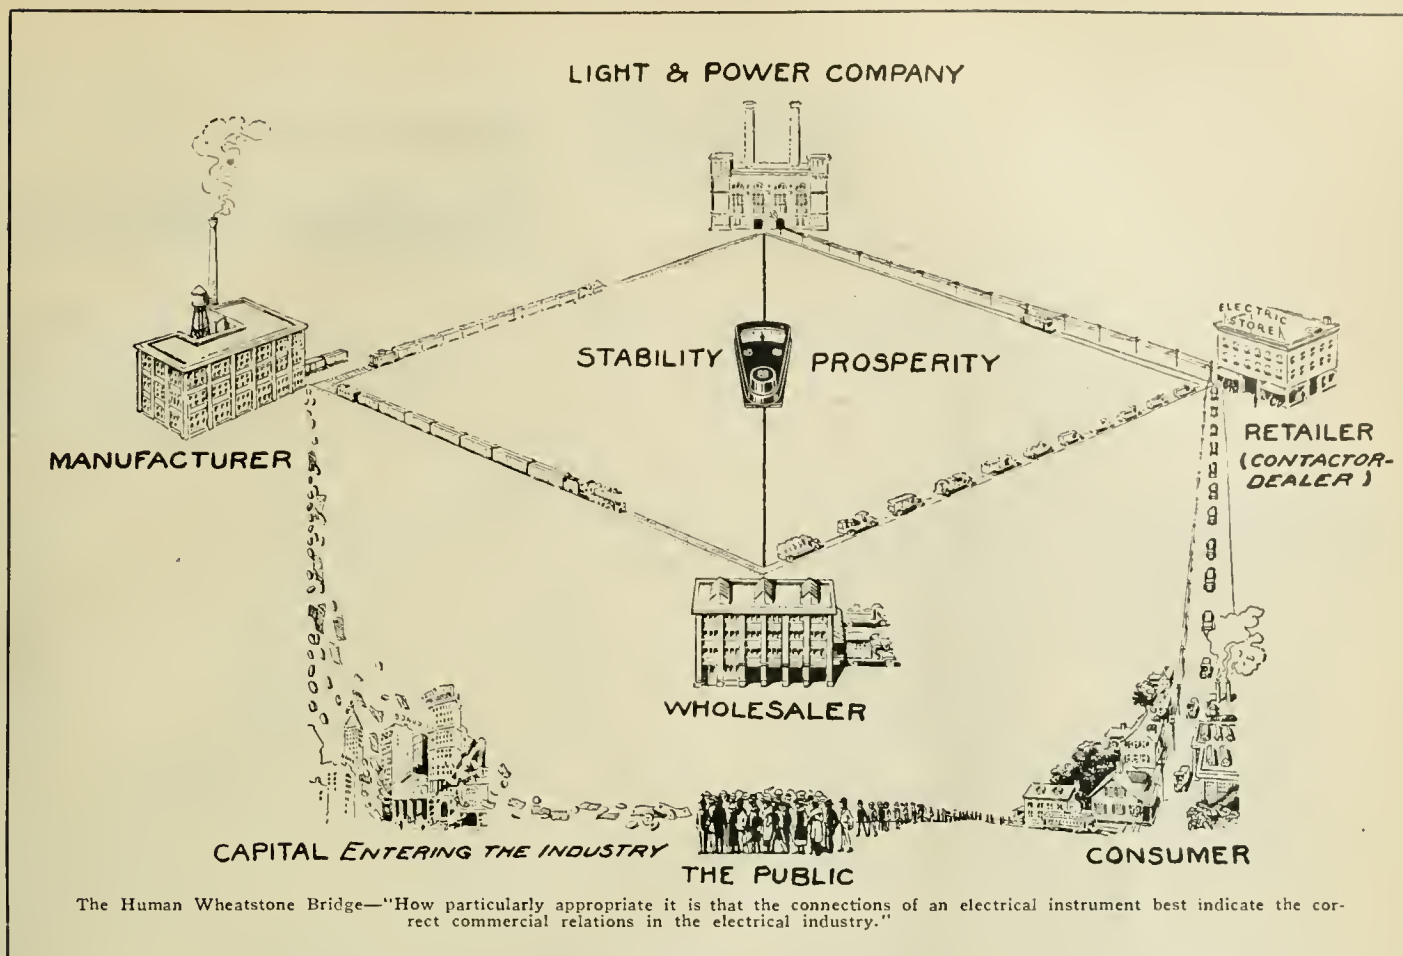 LIGHT & POWER COMPANY
ELECTRIC
STORE
STABILITY
PROSPERITY
MANUFACTURER
RETAILER
(CONTACTOR-
DEALER)
WHOLESALER
CAPITAL ENTERING THE INDUSTRY
THE PUBLIC
CONSUMER
The Human Wheatstone Bridge—"How particularly appropriate it is that the connections of an electrical instrument best indicate the cor-
rect commercial relations in the electrical industry."